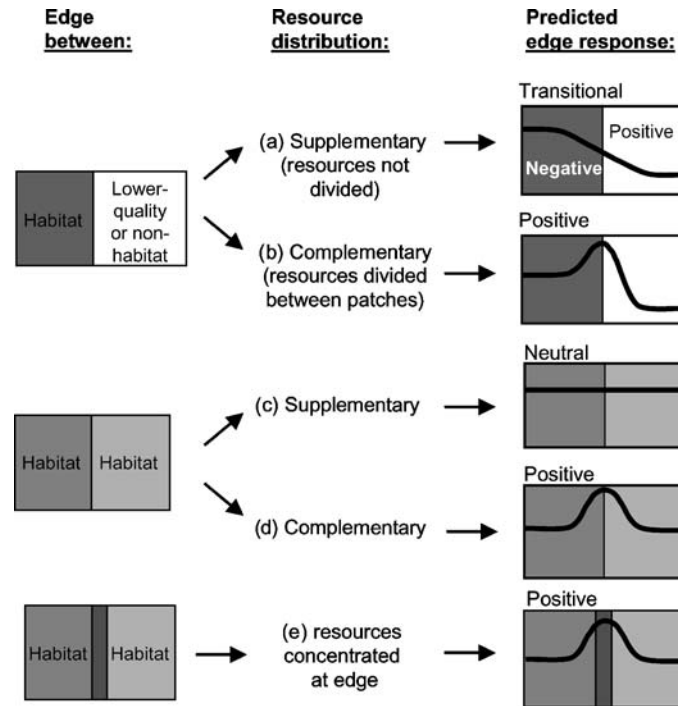 Edge
between:
Resource
distribution:
Predicted
edge response:
Habitat
Lower-
quality
or non-
habitat
(a) Supplementary
(resources not
divided)
Transitional
Negative
Positive
(b) Complementary
(resources divided
between patches)
Positive
Habitat
Habitat
(c) Supplementary
Neutral
(d) Complementary
Positive
Habitat
Habitat
(e) resources
concentrated
at edge
Positive